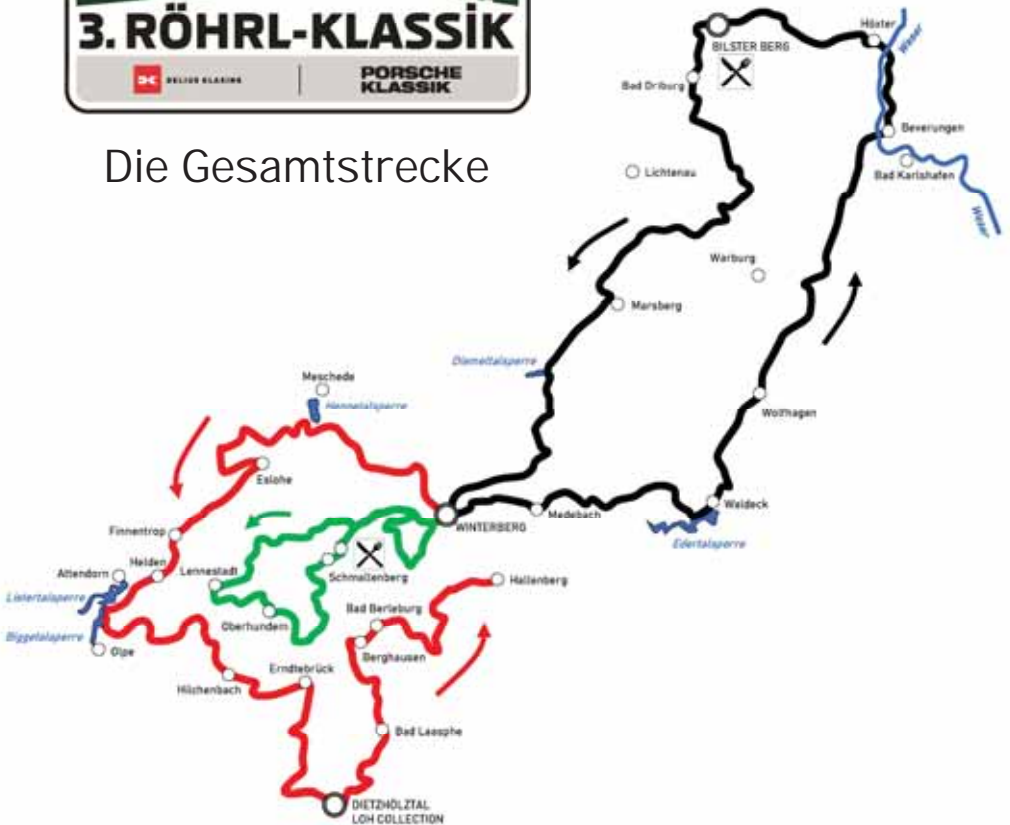 3. RÖHRL-KLASSiK
DELIUS KLASING
PORSCHE
KLASSIK
Die Gesamtstrecke
BILSTER BERG
Höxter
Weser
Bad Driburg
Beverungen
Bad Karlshafen
Lichtenau
Weser
Warburg
Marsberg
Diemeltalsperre
Meschede
Hennetalsperre
Wolfhagen
Eslohe
WINTERBERG
Medebach
Waldeck
Edertalsperre
Finnentrop
Helden
Attendorn
Lennestadt
Schmallenberg
Hallenberg
Listertalsperre
Oberhundem
Bad Berleburg
Biggetalsperre
Olpe
Berghausen
Erndtebrück
Hilchenbach
Bad Laasphe
DIETZHÖLZTAL
LOH COLLECTION